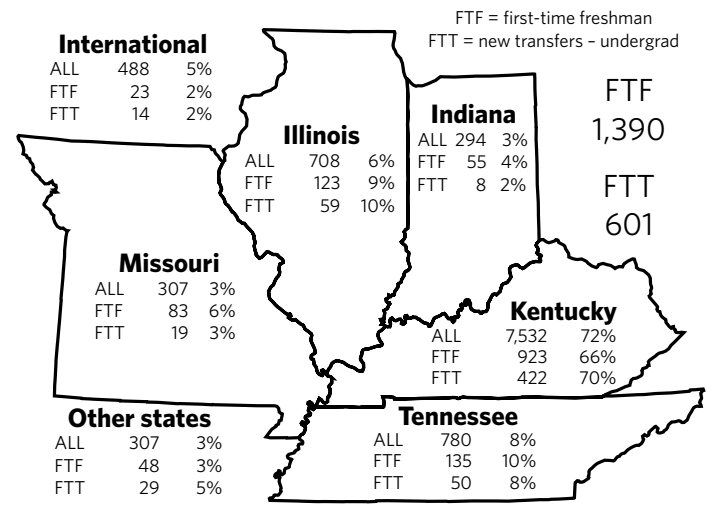 FTF = first-time freshman
FTT = new transfers – undergrad
International
ALL 488 5%
FTF 23 2%
FTT 14 2%
FTF
1,390
FTT
601
Illinois
ALL 708 6%
FTF 123 9%
FTT 59 10%
Indiana
ALL 294 3%
FTF 55 4%
FTT 8 2%
Missouri
ALL 307 3%
FTF 83 6%
FTT 19 3%
Kentucky
ALL 7,532 72%
FTF 923 66%
FTT 422 70%
Other states
ALL 307 3%
FTF 48 3%
FTT 29 5%
Tennessee
ALL 780 8%
FTF 135 10%
FTT 50 8%